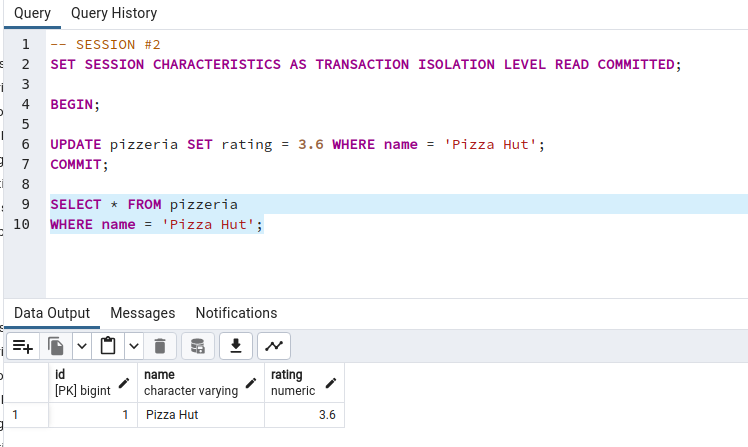 Query Query History
1 -- SESSION #2
2 SET SESSION CHARACTERISTICS AS TRANSACTION ISOLATION LEVEL READ COMMITTED;
3
4 BEGIN;
5
6 UPDATE pizzeria SET rating = 3.6 WHERE name = 'Pizza Hut';
7 COMMIT;
8
9 SELECT * FROM pizzeria
10 WHERE name = 'Pizza Hut';
Data Output Messages Notifications
id name rating
[PK] bigint character varying numeric
1 1 Pizza Hut 3.6